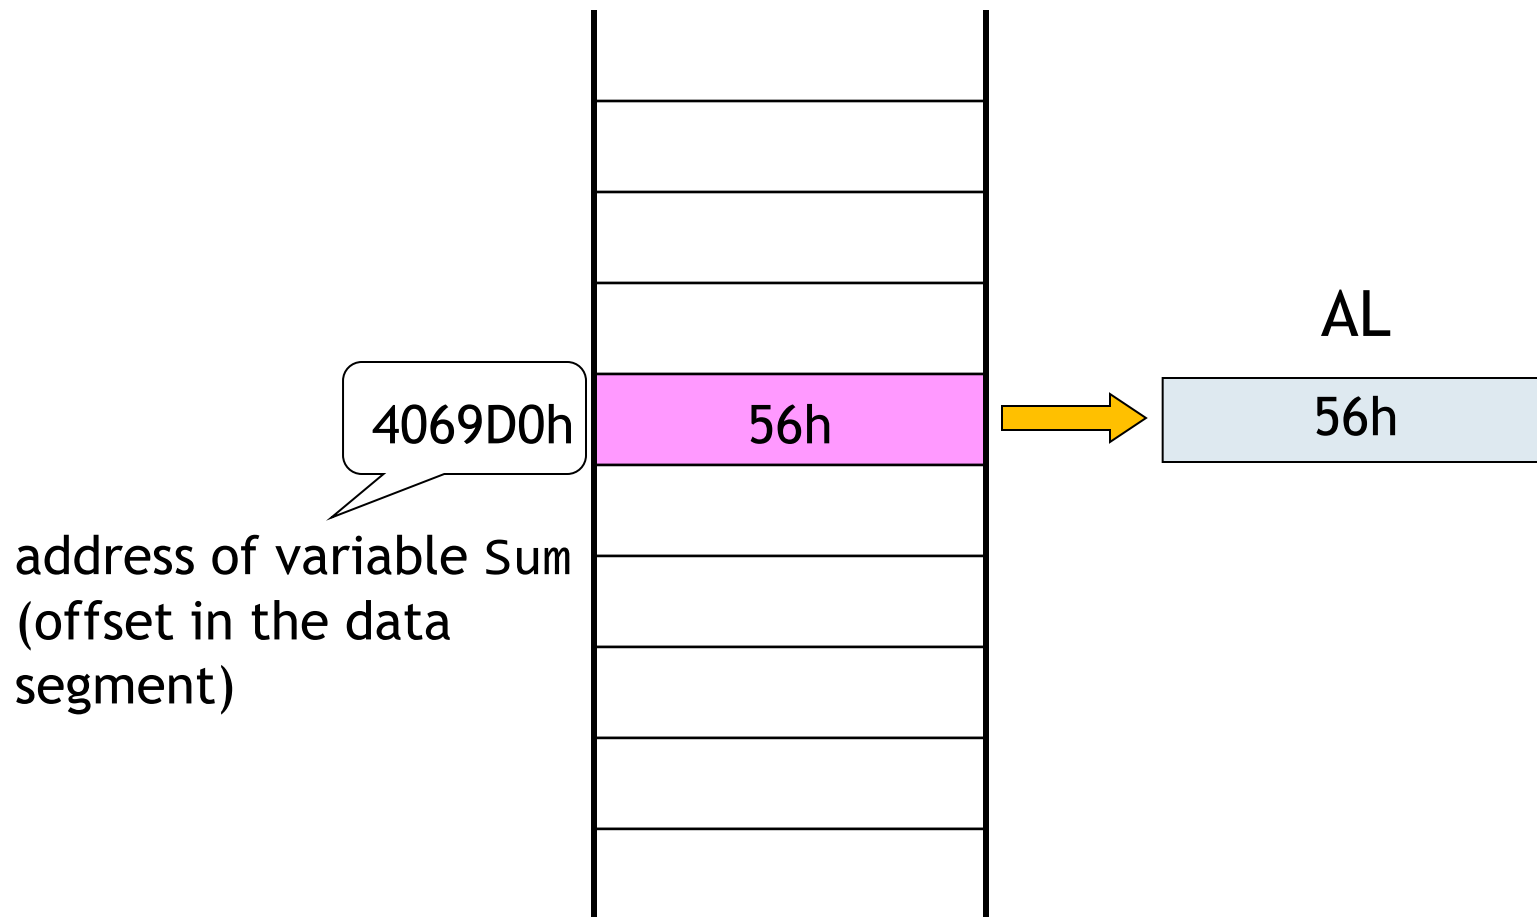 AL
4069D0h
56h
56h
address of variable Sum
(offset in the data
segment)